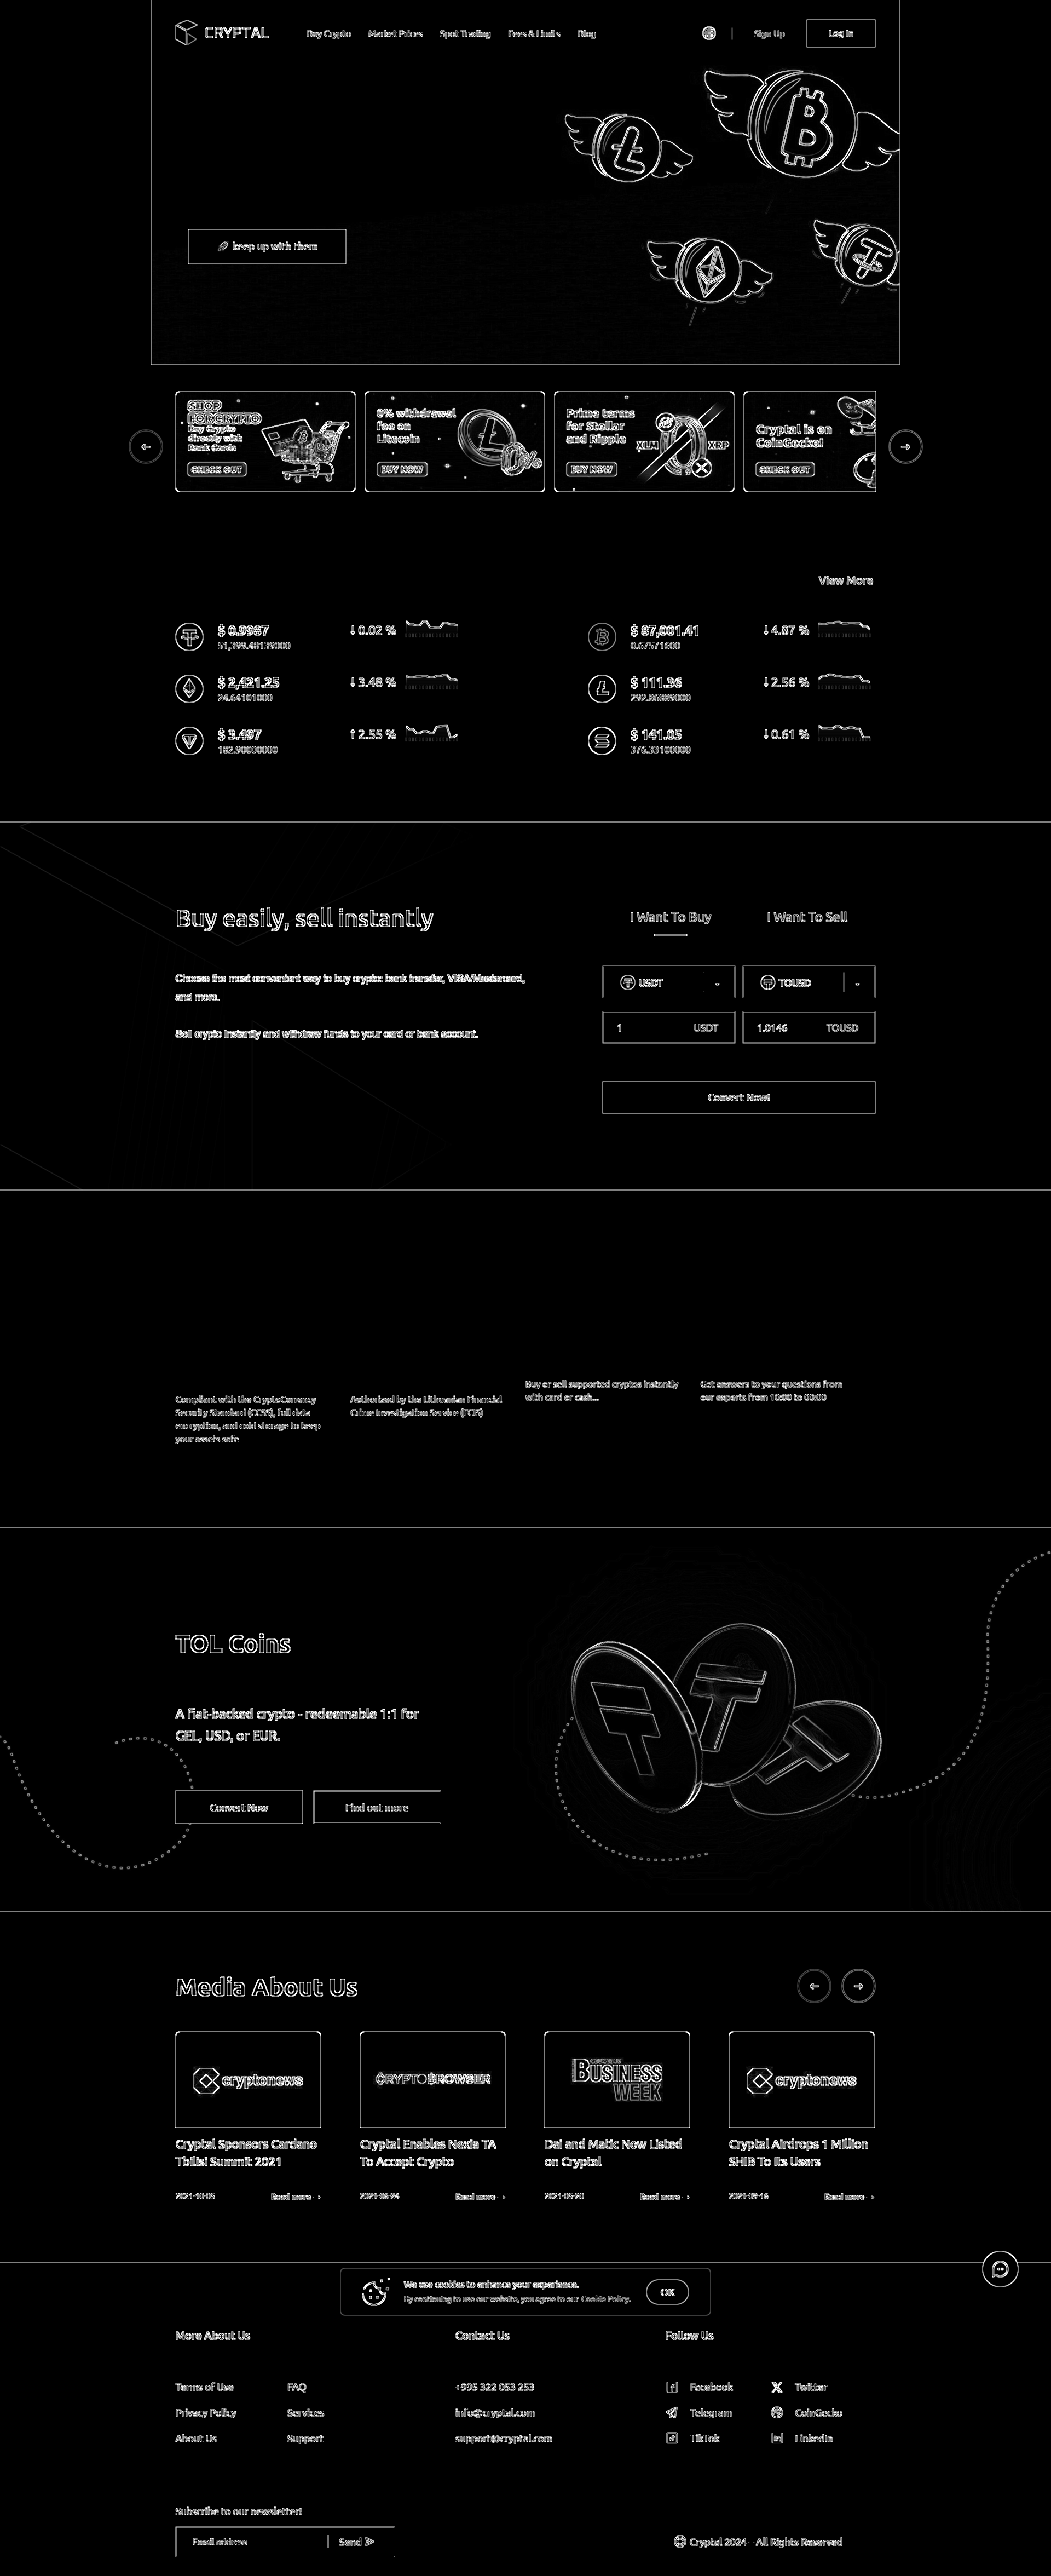 CRYPTAL
Buy Crypto
Market Prices
Spot Trading
Fees & Limits
Blog
Sign Up
Log In
keep up with them
SHOP
FOR CRYPTO
Buy Crypto
directly with
Bank Cards
CHECK OUT
0% withdrawal
fee on
Litecoin
BUY NOW
0%
Prime terms
for Stellar
and Ripple
BUY NOW
XLM
XRP
Cryptal is on
CoinGecko!
CHECK OUT
View More
$ 0.9987
51,399.48139000
↓ 0.02 %
$ 67,001.41
0.67571600
↓ 4.87 %
$ 2,421.25
24.64101000
↓ 3.48 %
$ 111.36
292.86889000
↓ 2.56 %
$ 3.497
182.90000000
↑ 2.55 %
$ 141.05
376.33100000
↓ 0.61 %
Buy easily, sell instantly
Choose the most convenient way to buy crypto: bank transfer, VISA/Mastercard,
and more.
Sell crypto instantly and withdraw funds to your card or bank account.
I Want To Buy
I Want To Sell
USDT
TOUSD
1 USDT
1.0146 TOUSD
Convert Now!
Compliant with the CryptoCurrency
Security Standard (CCSS), full data
encryption, and cold storage to keep
your assets safe
Authorized by the Lithuanian Financial
Crime Investigation Service (FCIS)
Buy or sell supported cryptos instantly
with card or cash...
Get answers to your questions from
our experts from 10:00 to 00:00
TOL Coins
A fiat-backed crypto - redeemable 1:1 for
GEL, USD, or EUR.
Convert Now
Find out more
Media About Us
cryptonews
CRYPTOBROWSER
BUSINESS
WEEK
cryptonews
Cryptal Sponsors Cardano
Tbilisi Summit 2021
2021-10-05
Read more →
Cryptal Enables Nexia TA
To Accept Crypto
2021-06-24
Read more →
Dai and Matic Now Listed
on Cryptal
2021-05-20
Read more →
Cryptal Airdrops 1 Million
SHIB To Its Users
2021-09-16
Read more →
We use cookies to enhance your experience.
By continuing to use our website, you agree to our Cookie Policy.
OK
More About Us
Terms of Use
Privacy Policy
About Us
FAQ
Services
Support
Contact Us
+995 322 053 253
info@cryptal.com
support@cryptal.com
Follow Us
Facebook
Telegram
TikTok
Twitter
CoinGecko
LinkedIn
Subscribe to our newsletter!
Email address
Send
Cryptal 2024 - All Rights Reserved